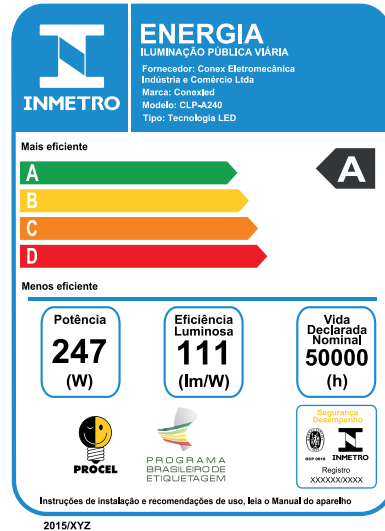 INMETRO
ENERGIA
ILUMINAÇÃO PÚBLICA VIÁRIA
Fornecedor: Conex Eletromecânica
Indústria e Comércio Ltda
Marca: Conexled
Modelo: CLP-A240
Tipo: Tecnologia LED
Mais eficiente
A
B
C
D
A
Menos eficiente
Potência
247
(W)
Eficiência
Luminosa
111
(lm/W)
Vida
Declarada
Nominal
50000
(h)
PROCEL
PROGRAMA
BRASILEIRO DE
ETIQUETAGEM
Segurança
Desempenho
OCP 0018
INMETRO
Registro
XXXXXX/XXXX
Instruções de instalação e recomendações de uso, leia o Manual do aparelho
2015/XYZ